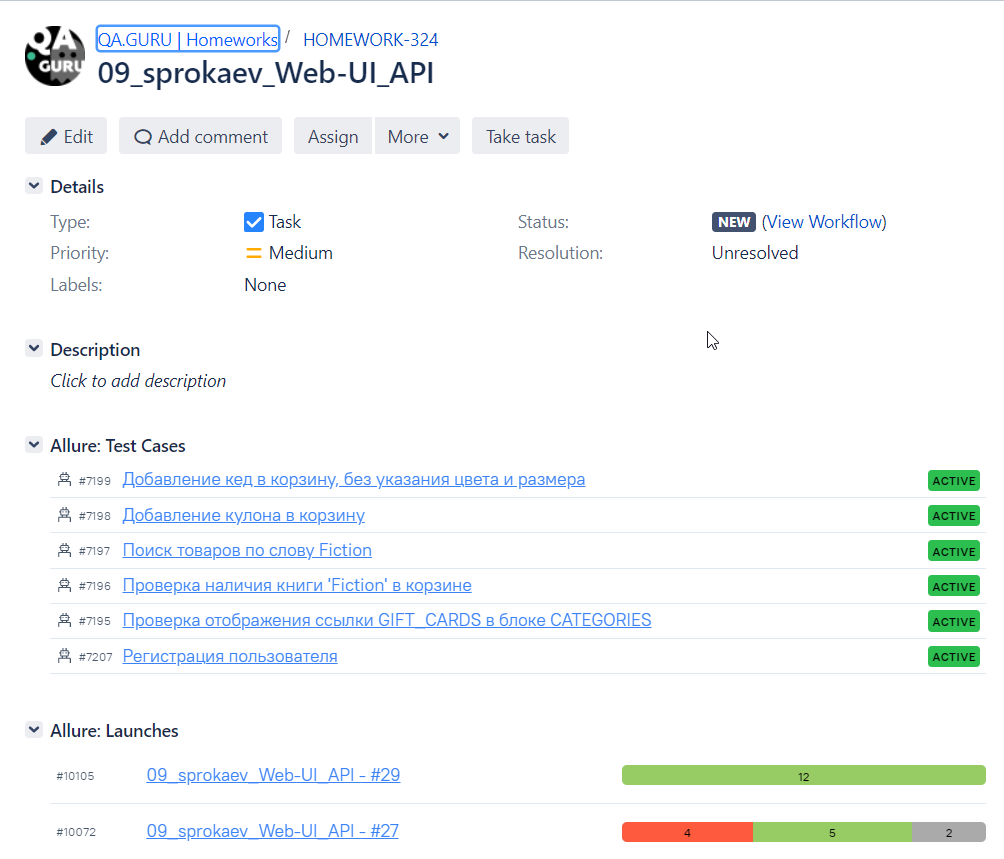 QA
GURU
QA.GURU | Homeworks / HOMEWORK-324
09_sprokaev_Web-UI_API
Edit Add comment Assign More Take task
Details
Type: Task Status: NEW (View Workflow)
Priority: Medium Resolution: Unresolved
Labels: None
Description
Click to add description
Allure: Test Cases
#7199 Добавление кед в корзину, без указания цвета и размера ACTIVE
#7198 Добавление кулона в корзину ACTIVE
#7197 Поиск товаров по слову Fiction ACTIVE
#7196 Проверка наличия книги 'Fiction' в корзине ACTIVE
#7195 Проверка отображения ссылки GIFT_CARDS в блоке CATEGORIES ACTIVE
#7207 Регистрация пользователя ACTIVE
Allure: Launches
#10105 09_sprokaev_Web-UI_API - #29 12
#10072 09_sprokaev_Web-UI_API - #27 4 5 2